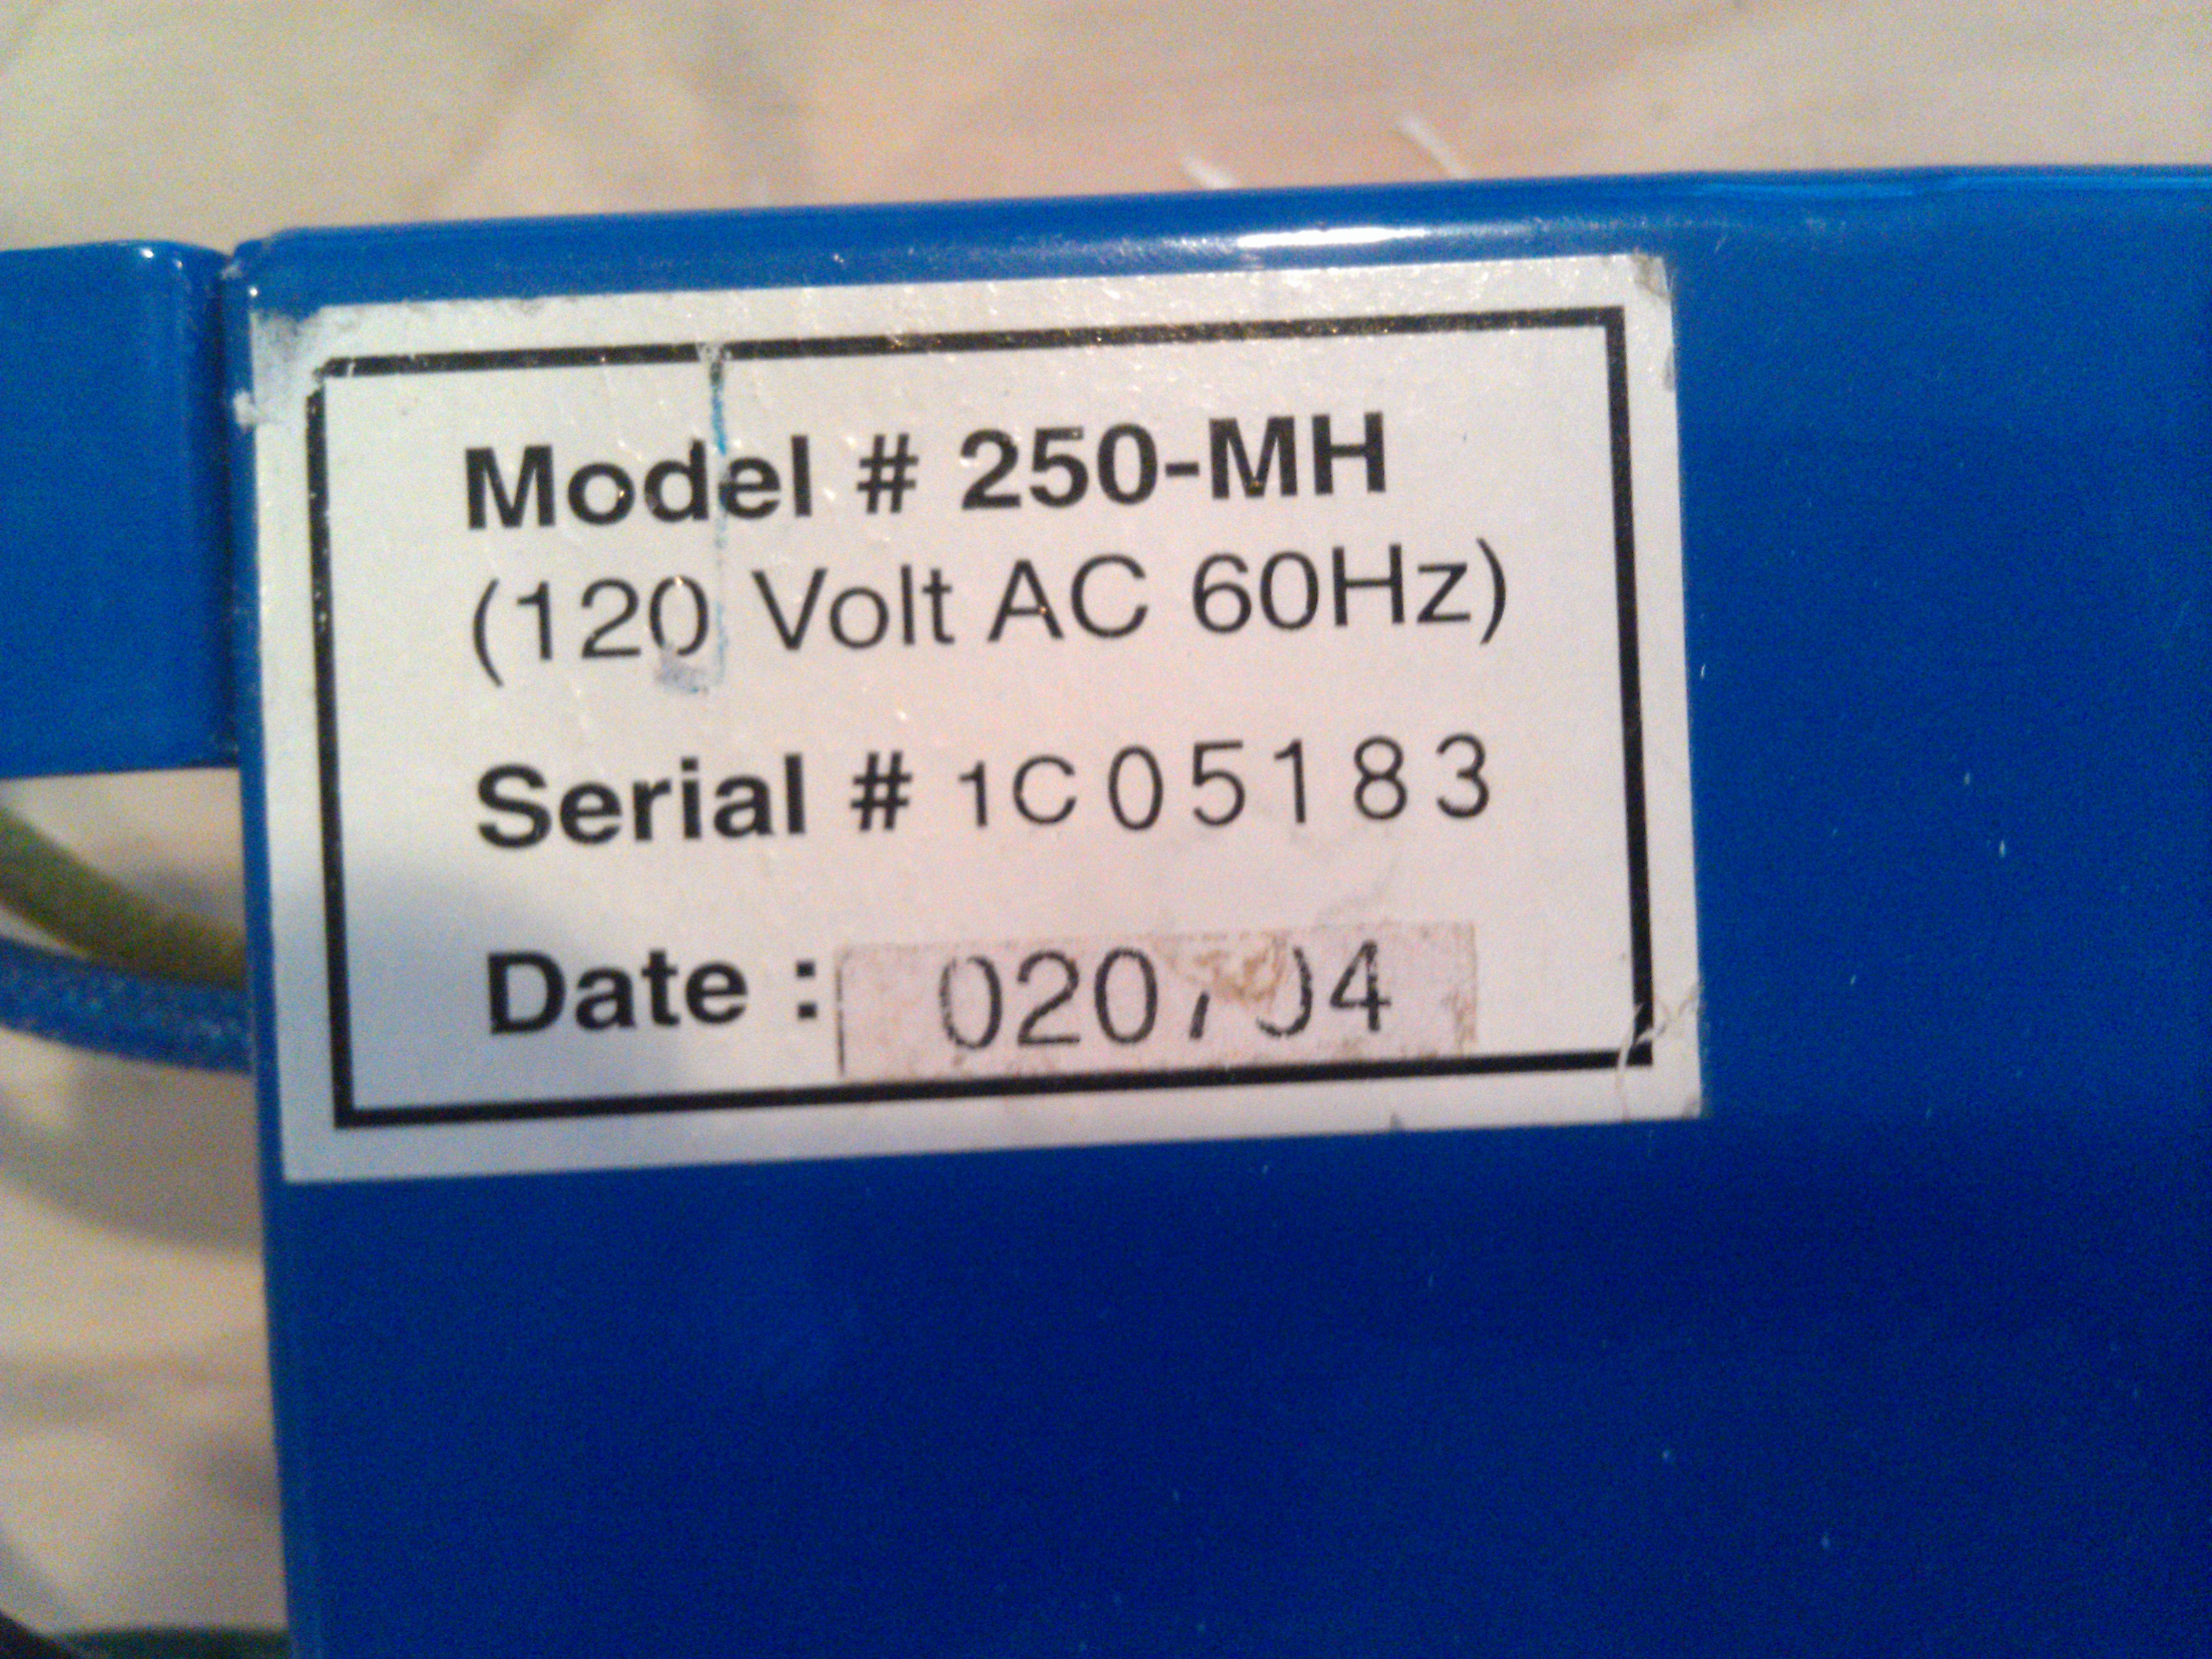 Model # 250-MH
(120 Volt AC 60Hz)
Serial # 1C05183
Date :